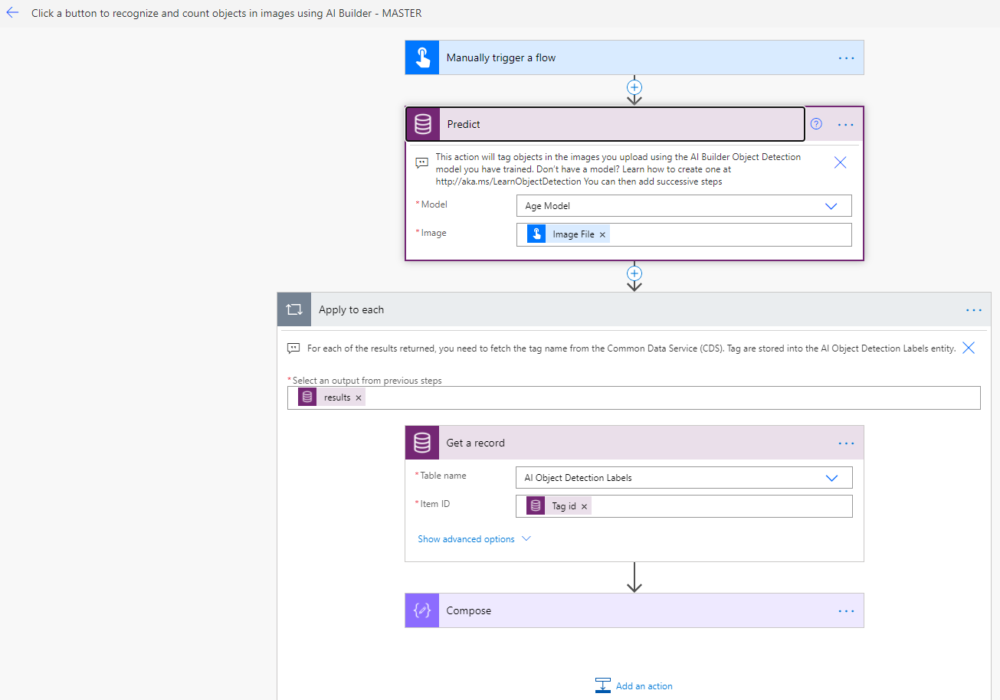 Click a button to recognize and count objects in images using AI Builder - MASTER
Manually trigger a flow
Predict
This action will tag objects in the images you upload using the AI Builder Object Detection
model you have trained. Don't have a model? Learn how to create one at
http://aka.ms/LearnObjectDetection You can then add successive steps
* Model
Age Model
* Image
Image File
Apply to each
For each of the results returned, you need to fetch the tag name from the Common Data Service (CDS). Tag are stored into the AI Object Detection Labels entity.
* Select an output from previous steps
results
Get a record
* Table name
AI Object Detection Labels
* Item ID
Tag id
Show advanced options
Compose
Add an action